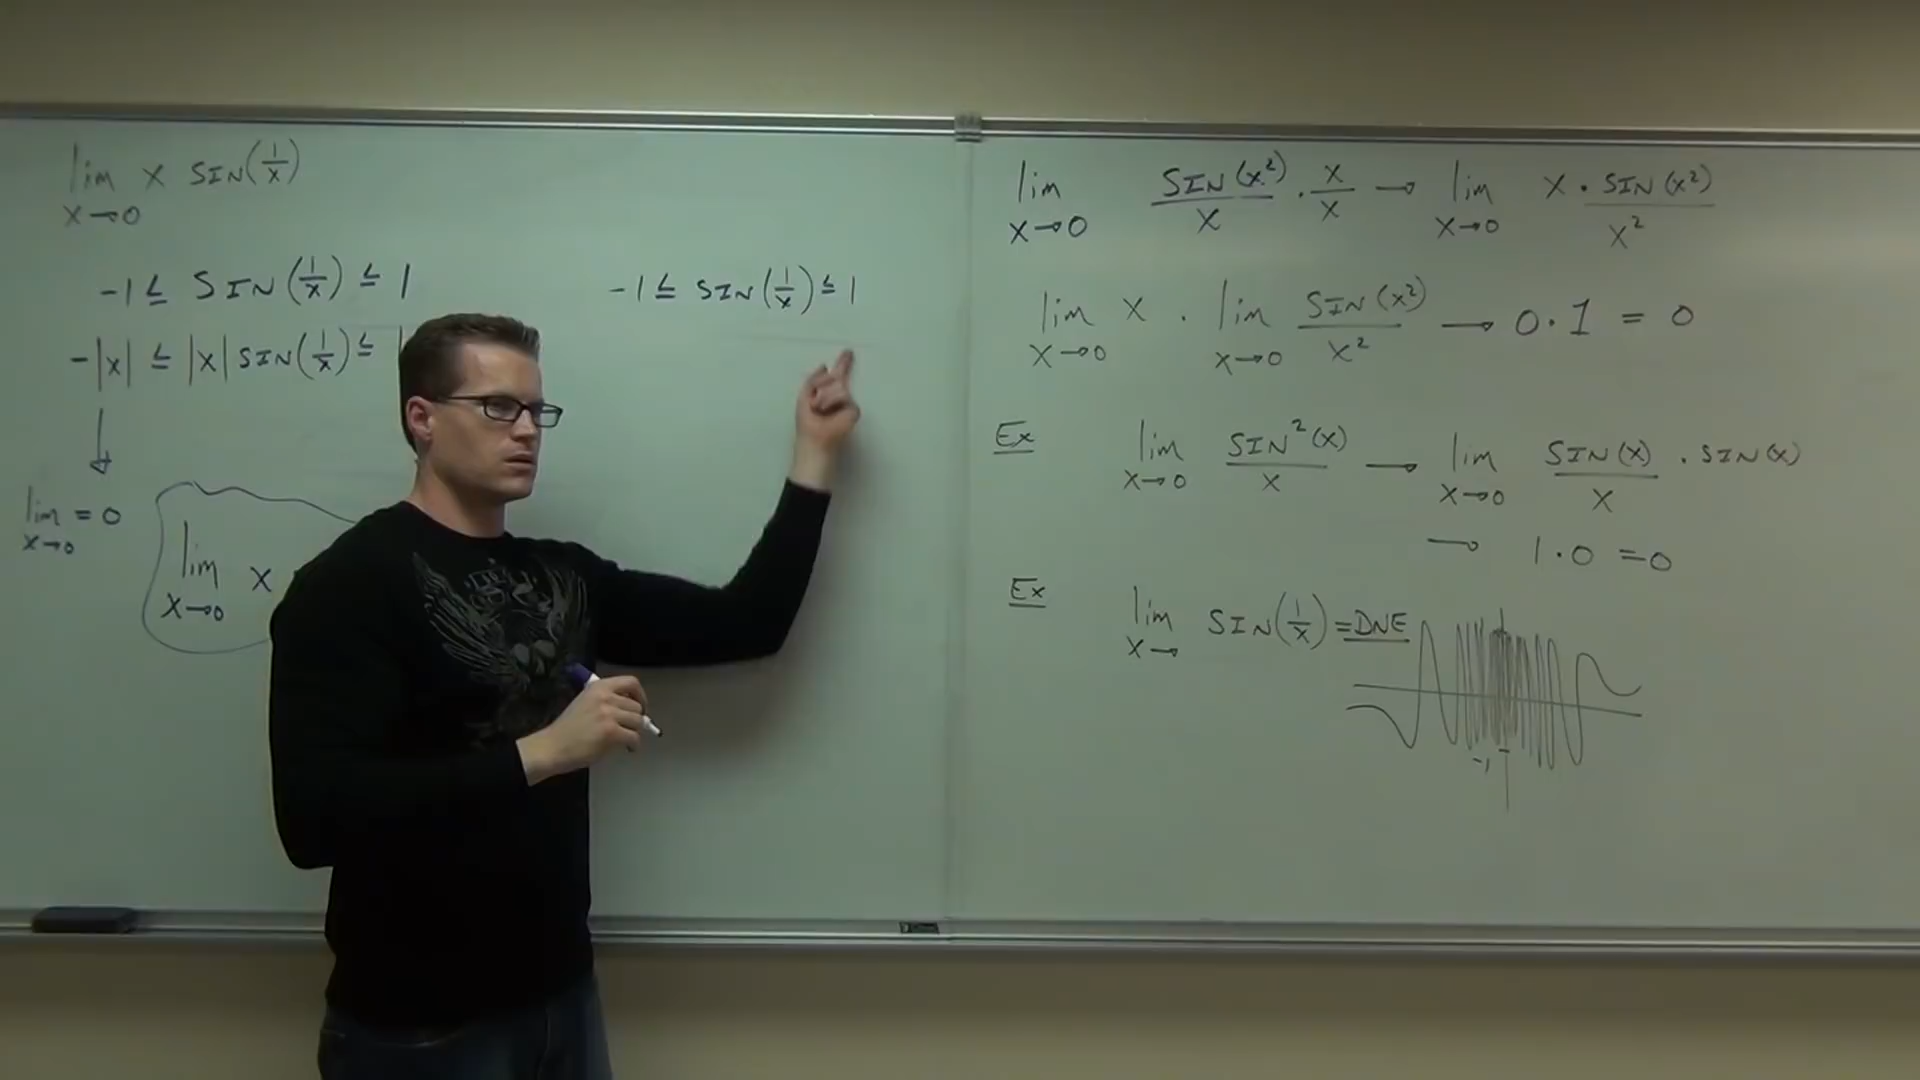 lim x SIN(1/x)
x→0
-1 ≤ SIN(1/x) ≤ 1
-|x| ≤ |x| SIN(1/x) ≤ |
lim = 0
x→0
lim x
x→0
-1 ≤ SIN(1/x) ≤ 1
lim SIN(x²)/x · x/x → lim x · SIN(x²)/x²
x→0 x→0
lim x · lim SIN(x²)/x² → 0·1 = 0
x→0 x→0
Ex lim SIN²(x)/x → lim SIN(x)/x · SIN(x)
x→0 x→0
→ 1·0 = 0
Ex lim SIN(1/x) = DNE
x→
-1